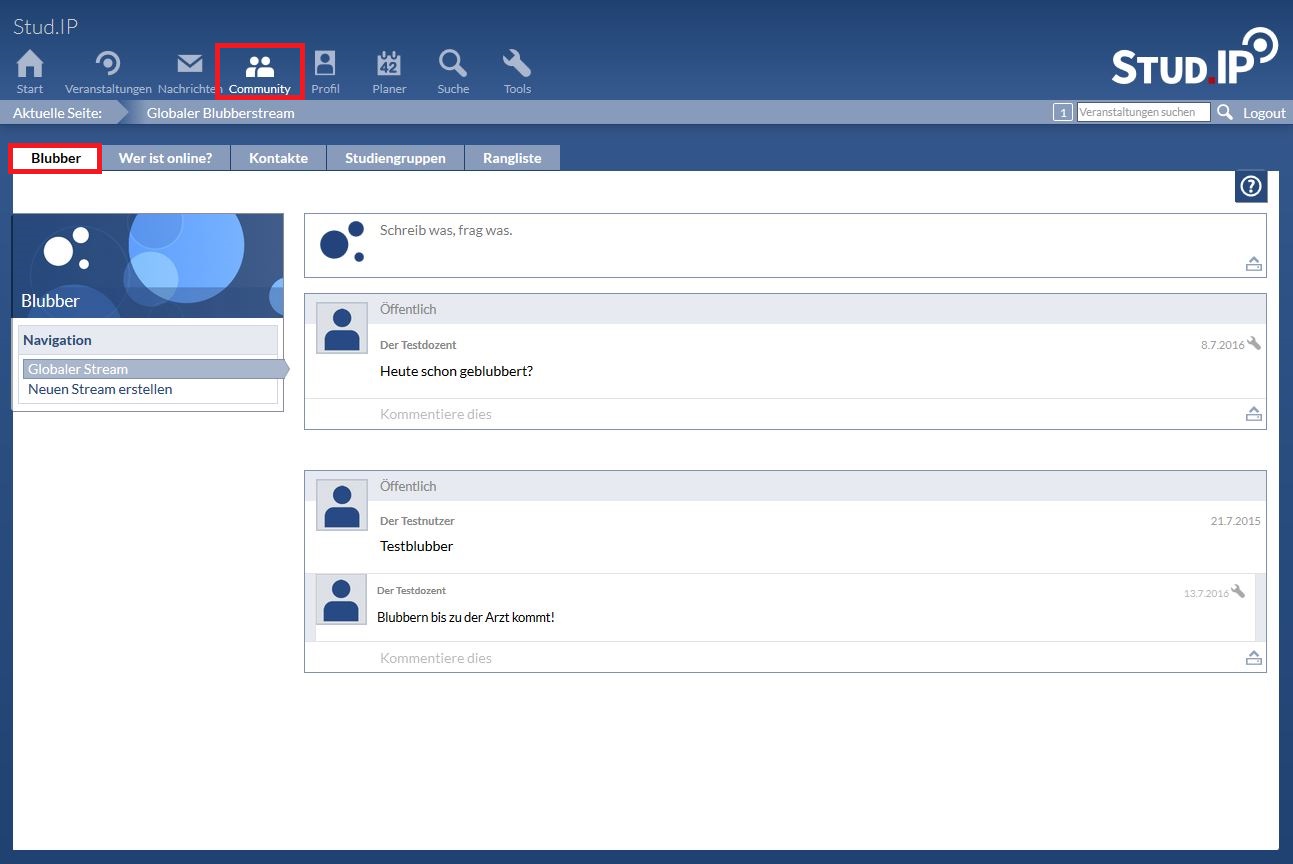 Stud.IP
Start
Veranstaltungen
Nachrichten
Community
Profil
42
Planer
Suche
Tools
STUD.IP
Aktuelle Seite:
Globaler Blubberstream
1
Veranstaltungen suchen
Logout
Blubber
Wer ist online?
Kontakte
Studiengruppen
Rangliste
?
Blubber
Navigation
Globaler Stream
Neuen Stream erstellen
Schreib was, frag was.
Öffentlich
Der Testdozent
8.7.2016
Heute schon geblubbert?
Kommentiere dies
Öffentlich
Der Testnutzer
21.7.2015
Testblubber
Der Testdozent
13.7.2016
Blubbern bis zu der Arzt kommt!
Kommentiere dies